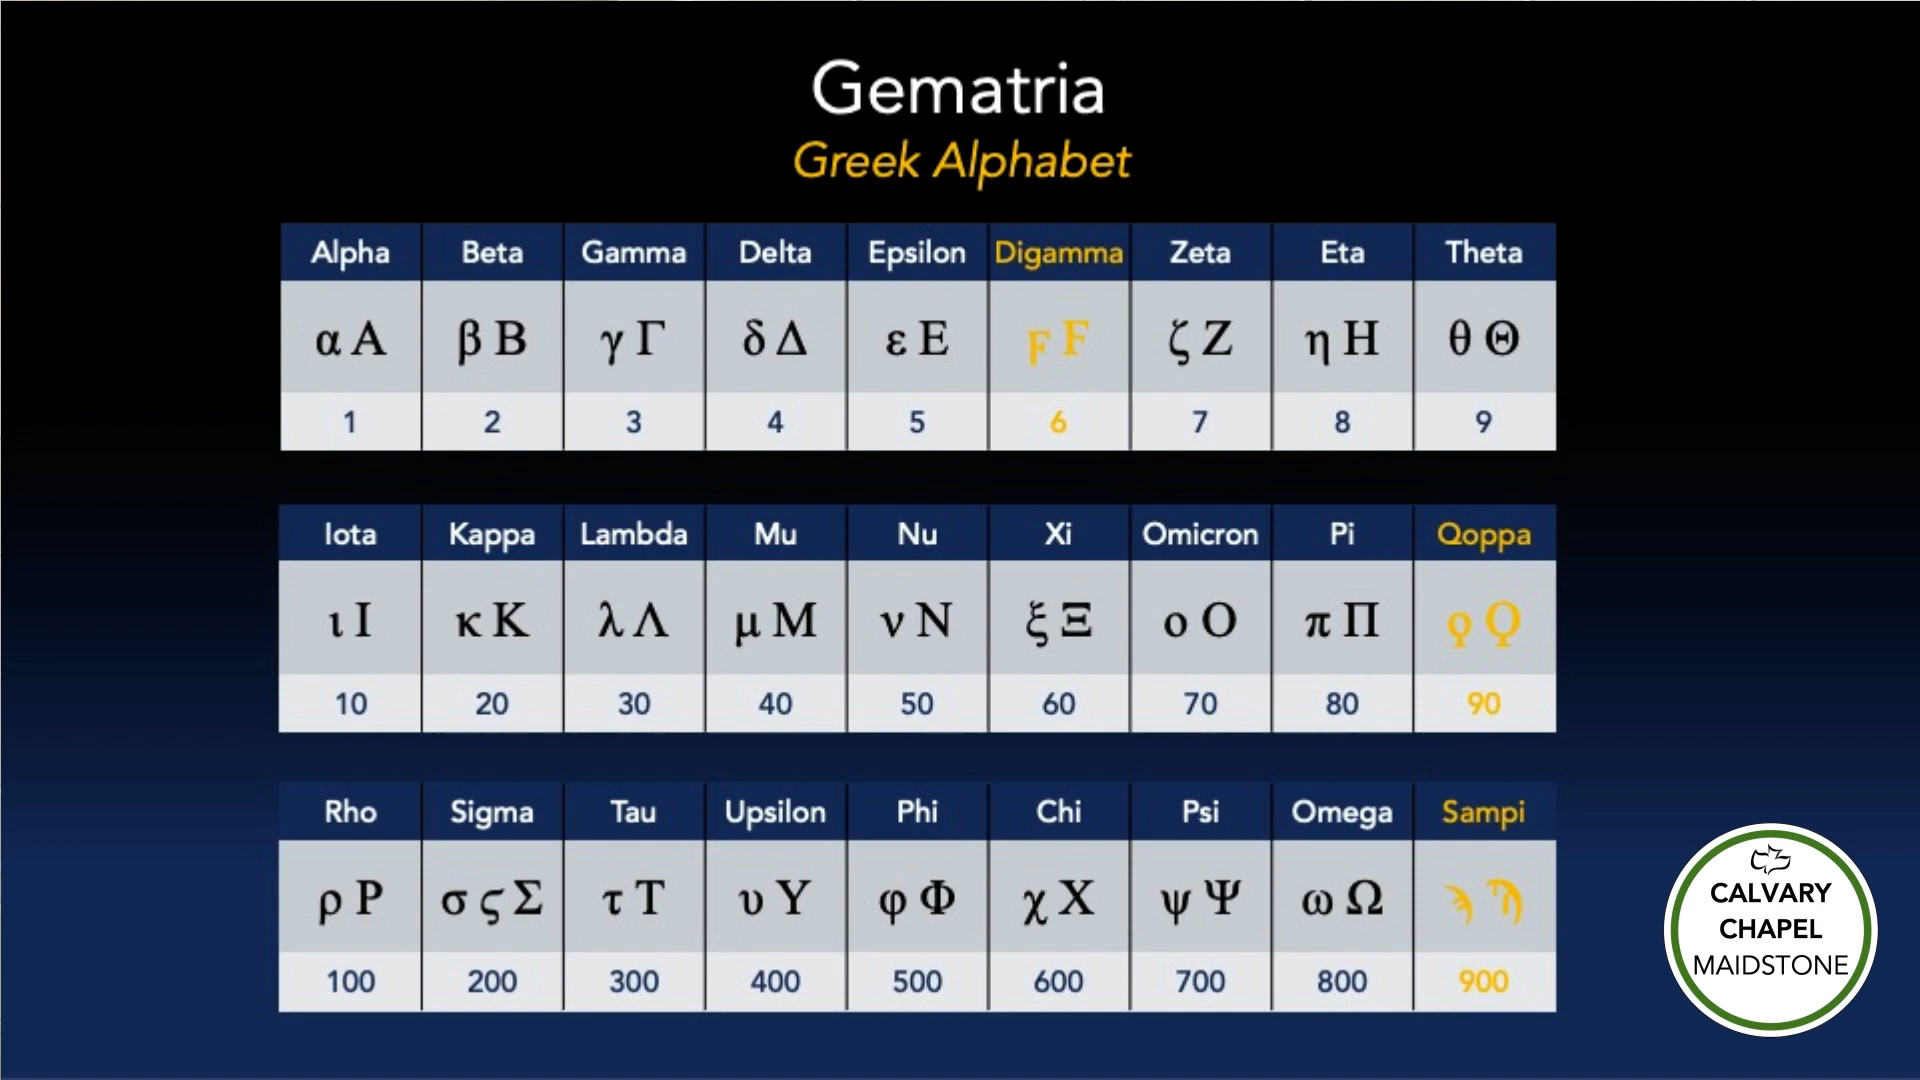 Gematria
Greek Alphabet
Alpha Beta Gamma Delta Epsilon Digamma Zeta Eta Theta
α Α β Β γ Γ δ Δ ε Ε ϝ Ϝ ζ Ζ η Η θ Θ
1 2 3 4 5 6 7 8 9
Iota Kappa Lambda Mu Nu Xi Omicron Pi Qoppa
ι Ι κ Κ λ Λ μ Μ ν Ν ξ Ξ ο Ο π Π ϙ Ϙ
10 20 30 40 50 60 70 80 90
Rho Sigma Tau Upsilon Phi Chi Psi Omega Sampi
ρ Ρ σ ς Σ τ Τ υ Υ φ Φ χ Χ ψ Ψ ω Ω ϡ Ϡ
100 200 300 400 500 600 700 800 900
CALVARY
CHAPEL
MAIDSTONE